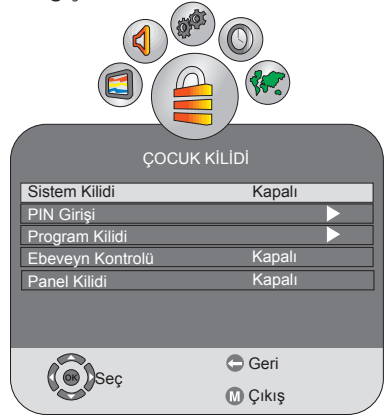 ÇOCUK KİLİDİ
Sistem Kilidi Kapalı
PIN Girişi
Program Kilidi
Ebeveyn Kontrolü Kapalı
Panel Kilidi Kapalı
OK Seç
Geri
M Çıkış